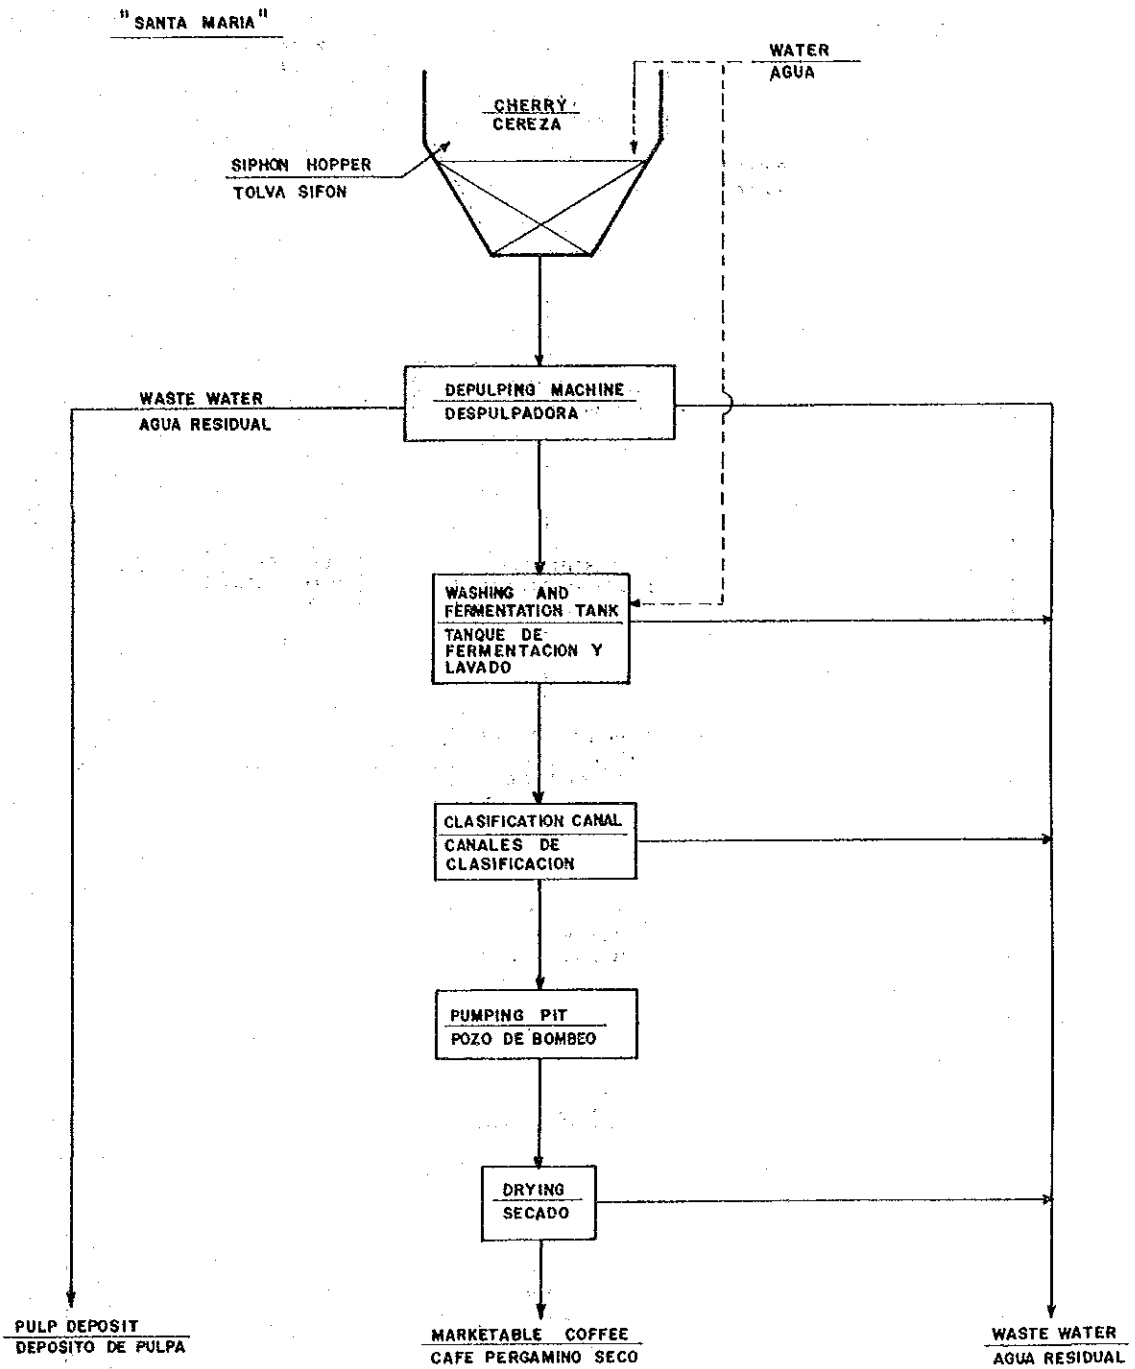 "SANTA MARIA"
WATER
AGUA
CHERRY
CEREZA
SIPHON HOPPER
TOLVA SIFON
DEPULPING MACHINE
DESPULPADORA
WASTE WATER
AGUA RESIDUAL
WASHING AND
FERMENTATION TANK
TANQUE DE
FERMENTACION Y
LAVADO
CLASIFICATION CANAL
CANALES DE
CLASIFICACION
PUMPING PIT
POZO DE BOMBEO
DRYING
SECADO
PULP DEPOSIT
DEPOSITO DE PULPA
MARKETABLE COFFEE
CAFE PERGAMINO SECO
WASTE WATER
AGUA RESIDUAL